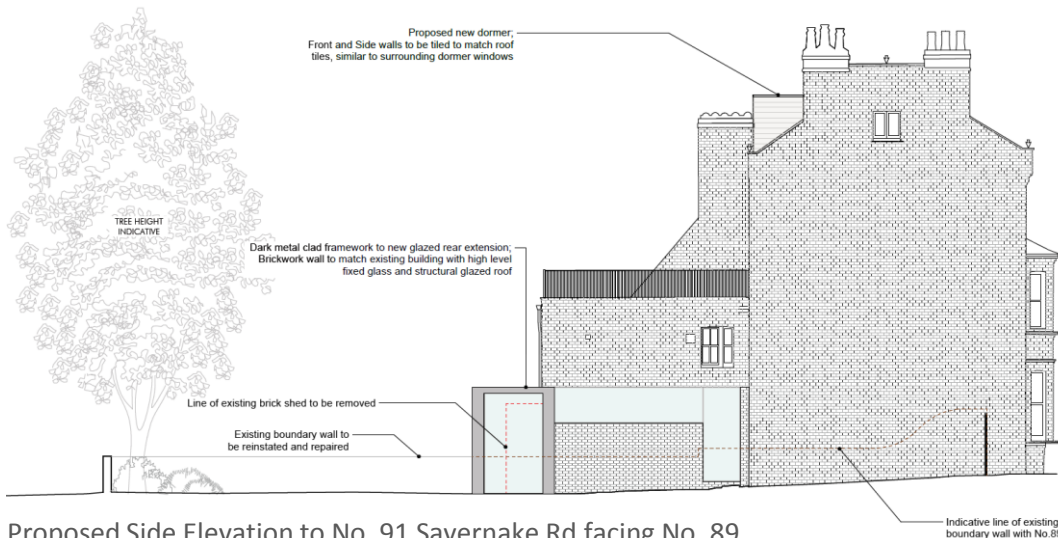 Proposed new dormer;
Front and Side walls to be tiled to match roof
tiles, similar to surrounding dormer windows
TREE HEIGHT
INDICATIVE
Dark metal clad framework to new glazed rear extension;
Brickwork wall to match existing building with high level
fixed glass and structural glazed roof
Line of existing brick shed to be removed
Existing boundary wall to
be reinstated and repaired
Indicative line of existing
boundary wall with No.89
Proposed Side Elevation to No. 91 Savernake Rd facing No. 89